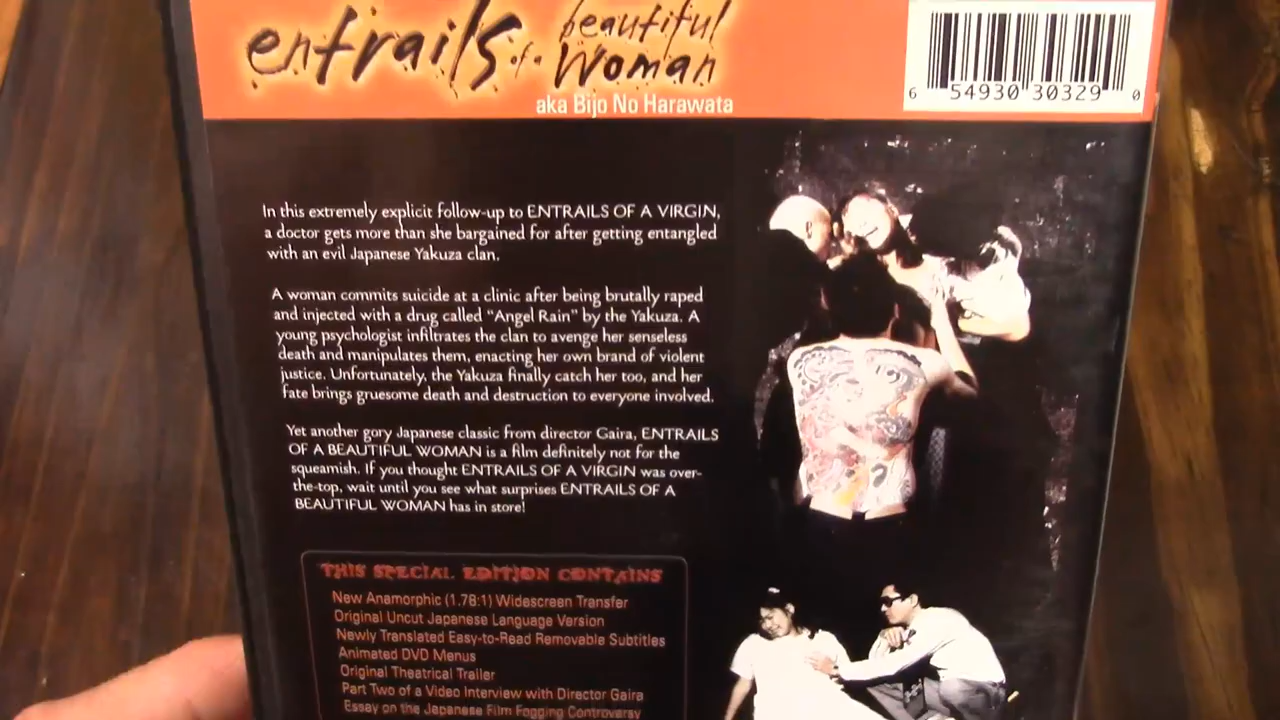 entrails of a beautiful Woman
aka Bijo No Harawata
6 54930 30329 0
In this extremely explicit follow-up to ENTRAILS OF A VIRGIN,
a doctor gets more than she bargained for after getting entangled
with an evil Japanese Yakuza clan.
A woman commits suicide at a clinic after being brutally raped
and injected with a drug called "Angel Rain" by the Yakuza. A
young psychologist infiltrates the clan to avenge her senseless
death and manipulates them, enacting her own brand of violent
justice. Unfortunately, the Yakuza finally catch her too, and her
fate brings gruesome death and destruction to everyone involved.
Yet another gory Japanese classic from director Gaira, ENTRAILS
OF A BEAUTIFUL WOMAN is a film definitely not for the
squeamish. If you thought ENTRAILS OF A VIRGIN was over-
the-top, wait until you see what surprises ENTRAILS OF A
BEAUTIFUL WOMAN has in store!
THIS SPECIAL EDITION CONTAINS
New Anamorphic (1.78:1) Widescreen Transfer
Original Uncut Japanese Language Version
Newly Translated Easy-to-Read Removable Subtitles
Animated DVD Menus
Original Theatrical Trailer
Part Two of a Video Interview with Director Gaira
Essay on the Japanese Film Fogging Controversy